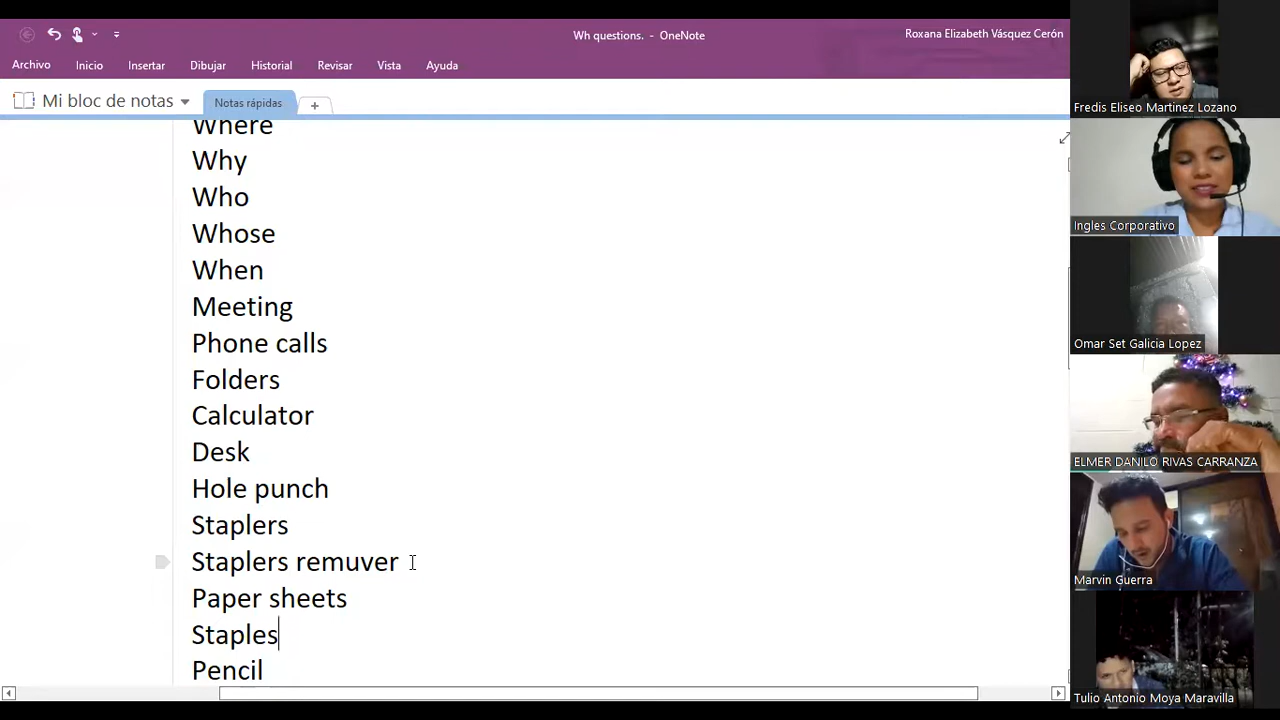 Wh questions. - OneNote
Roxana Elizabeth Vásquez Cerón
Archivo Inicio Insertar Dibujar Historial Revisar Vista Ayuda
Mi bloc de notas Notas rápidas
Where
Why
Who
Whose
When
Meeting
Phone calls
Folders
Calculator
Desk
Hole punch
Staplers
Staplers remuver
Paper sheets
Staples
Pencil
Fredis Eliseo Martinez Lozano
Ingles Corporativo
Omar Set Galicia Lopez
ELMER DANILO RIVAS CARRANZA
Marvin Guerra
Tulio Antonio Moya Maravilla